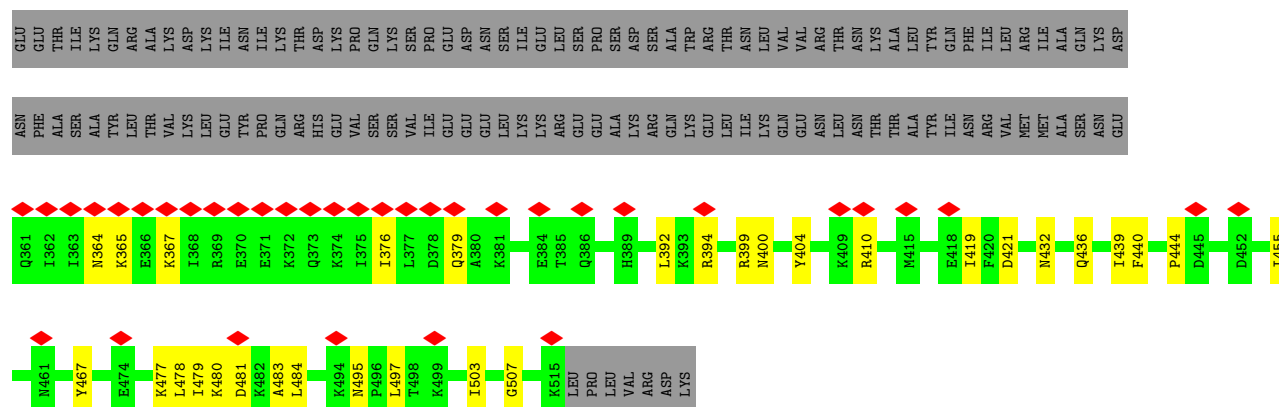 GLU GLU THR ILE LYS GLN ARG ALA LYS ASP LYS ILE ASN ILE LYS THR ASP LYS PRO GLN LYS SER PRO GLU ASP ASN SER ILE GLU LEU SER PRO SER ASP SER ALA TRP ARG THR ASN LEU VAL VAL ARG THR ASN LYS ALA LEU TYR GLN PHE ILE LEU ARG ILE ALA GLN LYS ASP
ASN PHE ALA SER ALA TYR LEU THR VAL LYS LEU GLU TYR PRO GLN ARG HIS GLU VAL SER SER VAL ILE GLU GLU GLU LEU LYS LYS ARG GLU GLU ALA LYS ARG GLN LYS GLU LEU ILE LYS GLN GLU ASN LEU ASN THR THR ALA TYR ILE ASN ARG VAL MET MET ALA SER ASN GLU
Q361 I362 I363 N364 K365 E366 K367 I368 R369 E370 E371 K372 Q373 K374 I375 I376 L377 D378 Q379 A380 K381 E384 T385 Q386 H389 L392 K393 R394 R399 N400 Y404 K409 R410 M415 E418 I419 F420 D421 N432 Q436 I439 F440 P444 D445 D452 I455
N461 Y467 E474 K477 L478 I479 K480 D481 K482 A483 L484 K494 N495 P496 L497 T498 K499 I503 G507 K515 LEU PRO LEU VAL ARG ASP LYS